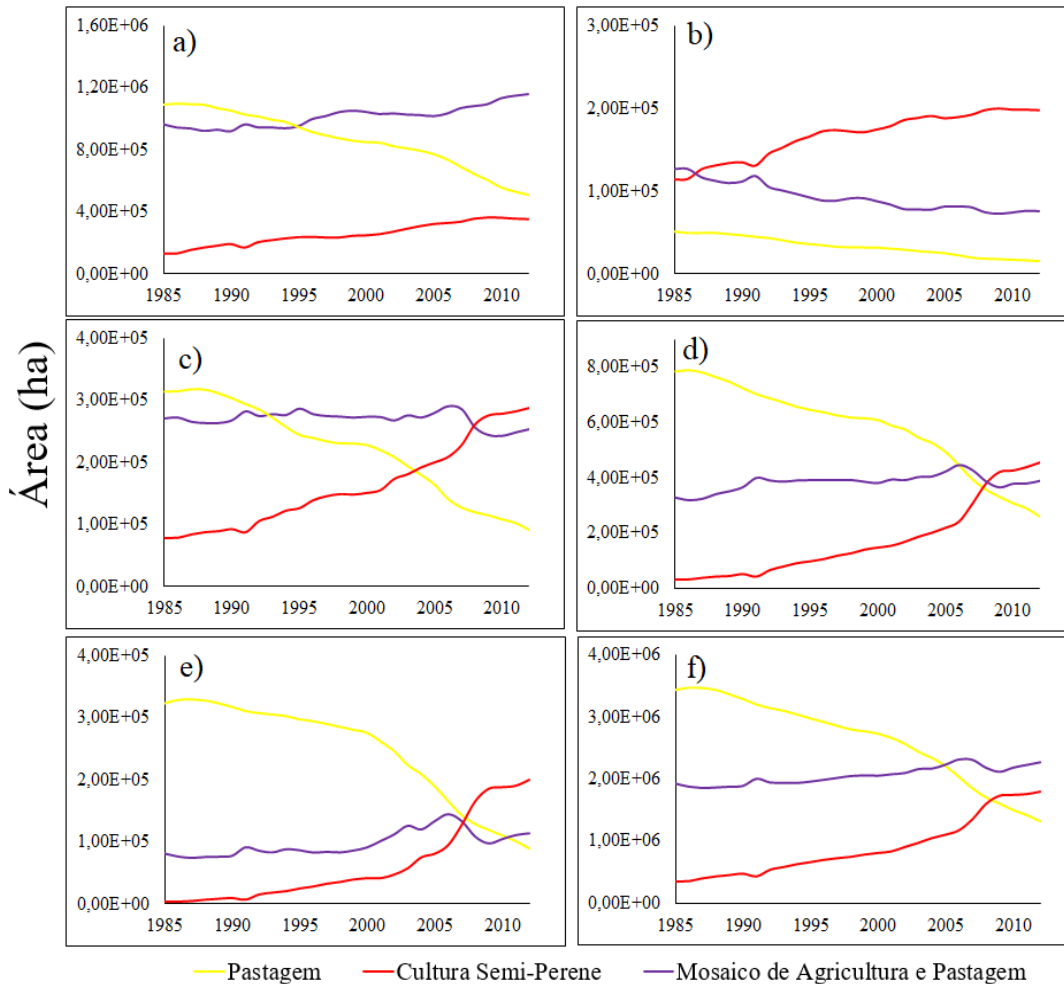 Área (ha)
a)
1,60E+06
1,20E+06
8,00E+05
4,00E+05
0,00E+00
1985 1990 1995 2000 2005 2010
b)
3,00E+05
2,00E+05
1,00E+05
0,00E+00
1985 1990 1995 2000 2005 2010
c)
4,00E+05
3,00E+05
2,00E+05
1,00E+05
0,00E+00
1985 1990 1995 2000 2005 2010
d)
8,00E+05
6,00E+05
4,00E+05
2,00E+05
0,00E+00
1985 1990 1995 2000 2005 2010
e)
4,00E+05
3,00E+05
2,00E+05
1,00E+05
0,00E+00
1985 1990 1995 2000 2005 2010
f)
4,00E+06
3,00E+06
2,00E+06
1,00E+06
0,00E+00
1985 1990 1995 2000 2005 2010
Pastagem Cultura Semi-Perene Mosaico de Agricultura e Pastagem